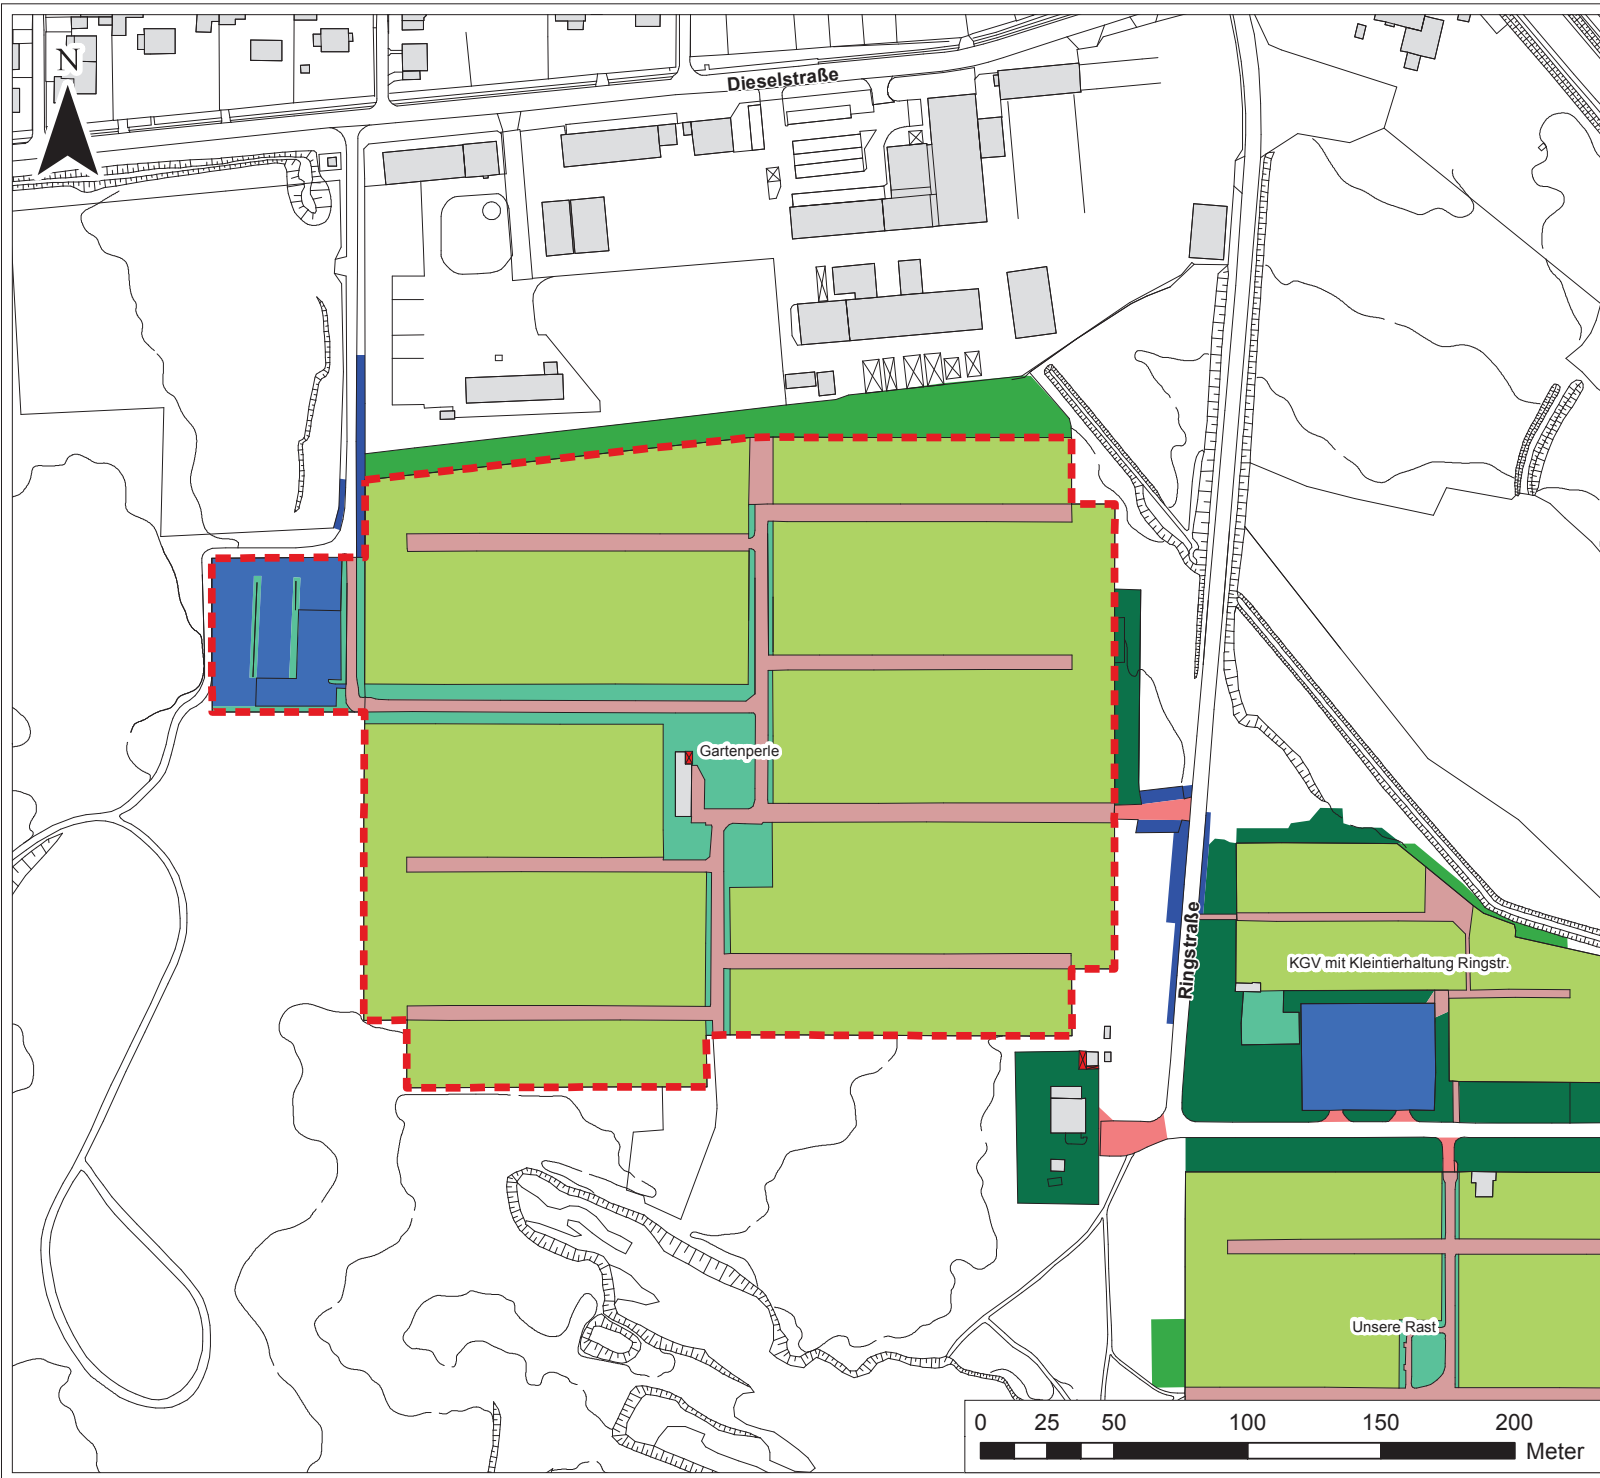 N
Dieselstraße
Gartenperle
Ringstraße
KGV mit Kleintierhaltung Ringstr.
Unsere Rast
0 25 50 100 150 200
Meter